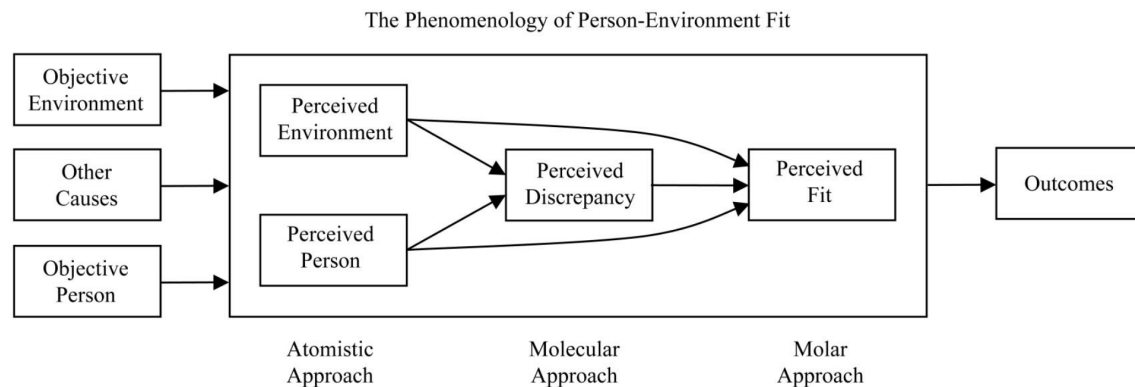 The Phenomenology of Person-Environment Fit
Objective
Environment
Other
Causes
Objective
Person
Perceived
Environment
Perceived
Person
Perceived
Discrepancy
Perceived
Fit
Outcomes
Atomistic
Approach
Molecular
Approach
Molar
Approach